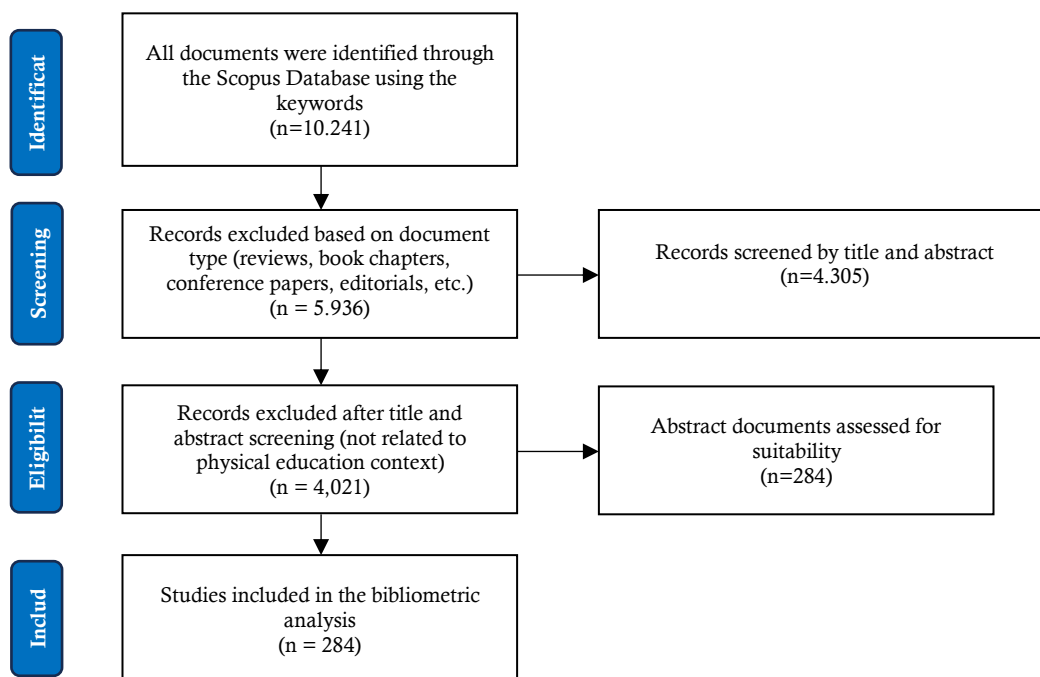 Identificat
All documents were identified through
the Scopus Database using the
keywords
(n=10.241)
Screening
Records excluded based on document
type (reviews, book chapters,
conference papers, editorials, etc.)
(n = 5.936)
Records screened by title and abstract
(n=4.305)
Eligibilit
Records excluded after title and
abstract screening (not related to
physical education context)
(n = 4,021)
Abstract documents assessed for
suitability
(n=284)
Includ
Studies included in the bibliometric
analysis
(n = 284)